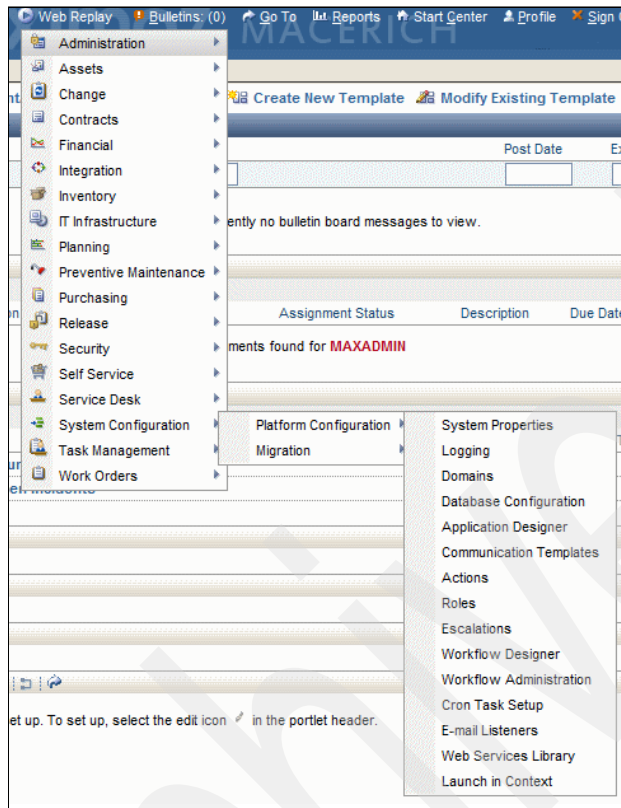 Web Replay Bulletins: (0) Go To Reports Start Center Profile Sign
MACERICH
Administration
Assets
Change
Create New Template Modify Existing Template
Contracts
Financial
Post Date
Integration
Inventory
IT Infrastructure
ently no bulletin board messages to view.
Planning
Preventive Maintenance
Purchasing
Release
Assignment Status Description Due Date
Security
ments found for MAXADMIN
Self Service
Service Desk
System Configuration
Platform Configuration
System Properties
Task Management
Migration
Logging
Work Orders
Domains
en Incidents
Database Configuration
Application Designer
Communication Templates
Actions
Roles
Escalations
Workflow Designer
Workflow Administration
Cron Task Setup
et up. To set up, select the edit icon in the portlet header.
E-mail Listeners
Web Services Library
Launch in Context